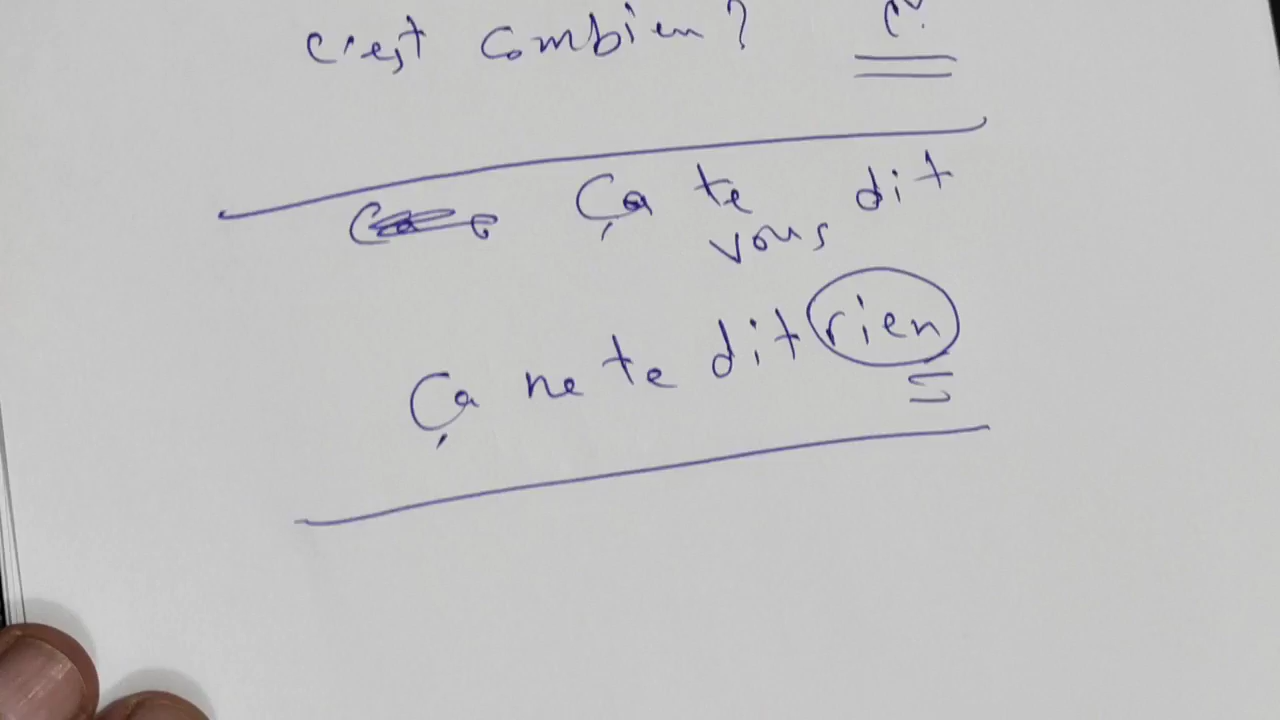 c'est combien ?
Ça te dit
vous
Ça ne te dit rien